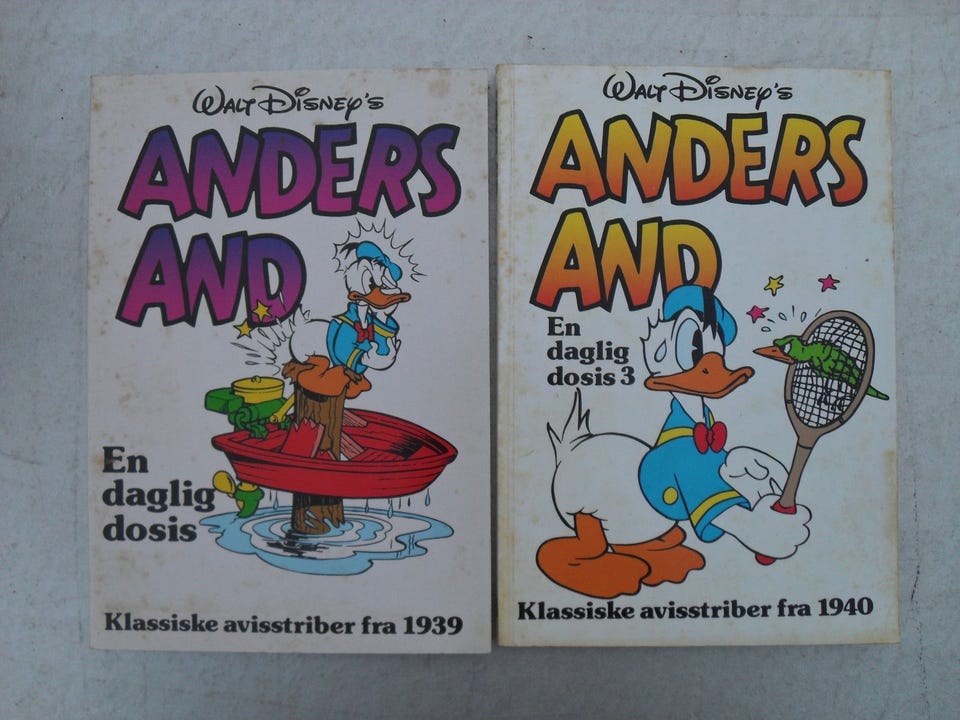 Walt Disney's
ANDERS
AND
En
daglig
dosis
Klassiske avisstriber fra 1939
Walt Disney's
ANDERS
AND
En
daglig
dosis 3
Klassiske avisstriber fra 1940